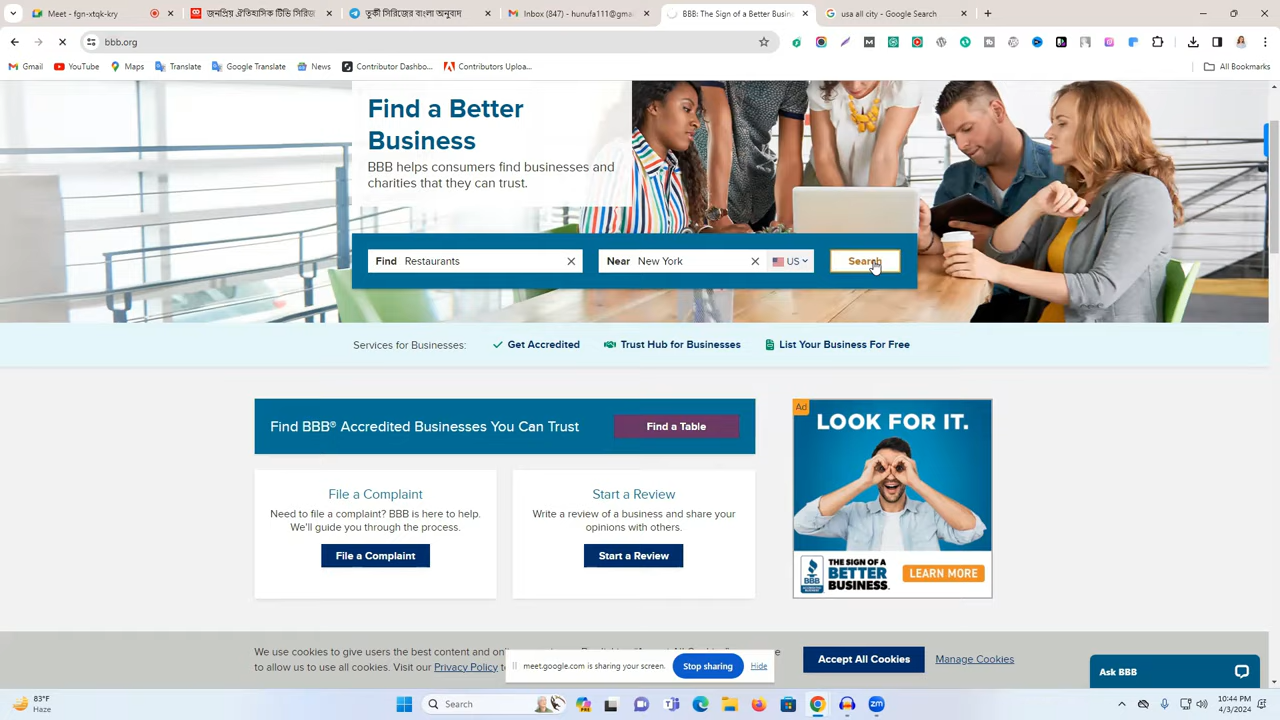 Meet - fgn-nxqk-kry
জনপ্রিয় ঐতিহাসিক টিভি সিরিজ
তুর্কী সিরিজের বাংলা অনুবাদ
Inbox (847) - hunufa111@gma
BBB: The Sign of a Better Busin
usa all city - Google Search
bbb.org
Gmail
YouTube
Maps
Translate
Google Translate
News
Contributor Dashbo...
Contributors Uploa...
All Bookmarks
Find a Better
Business
BBB helps consumers find businesses and
charities that they can trust.
Find Restaurants
Near New York
US
Search
Services for Businesses:
Get Accredited
Trust Hub for Businesses
List Your Business For Free
Find BBB® Accredited Businesses You Can Trust
Find a Table
Ad
LOOK FOR IT.
File a Complaint
Need to file a complaint? BBB is here to help.
We'll guide you through the process.
File a Complaint
Start a Review
Write a review of a business and share your
opinions with others.
Start a Review
BBB
THE SIGN OF A
BETTER
BUSINESS.
LEARN MORE
We use cookies to give users the best content and
to allow us to use all cookies. Visit our Privacy Policy
meet.google.com is sharing your screen.
Stop sharing
Hide
Accept All Cookies
Manage Cookies
Ask BBB
83°F
Haze
Search
10:44 PM
4/3/2024